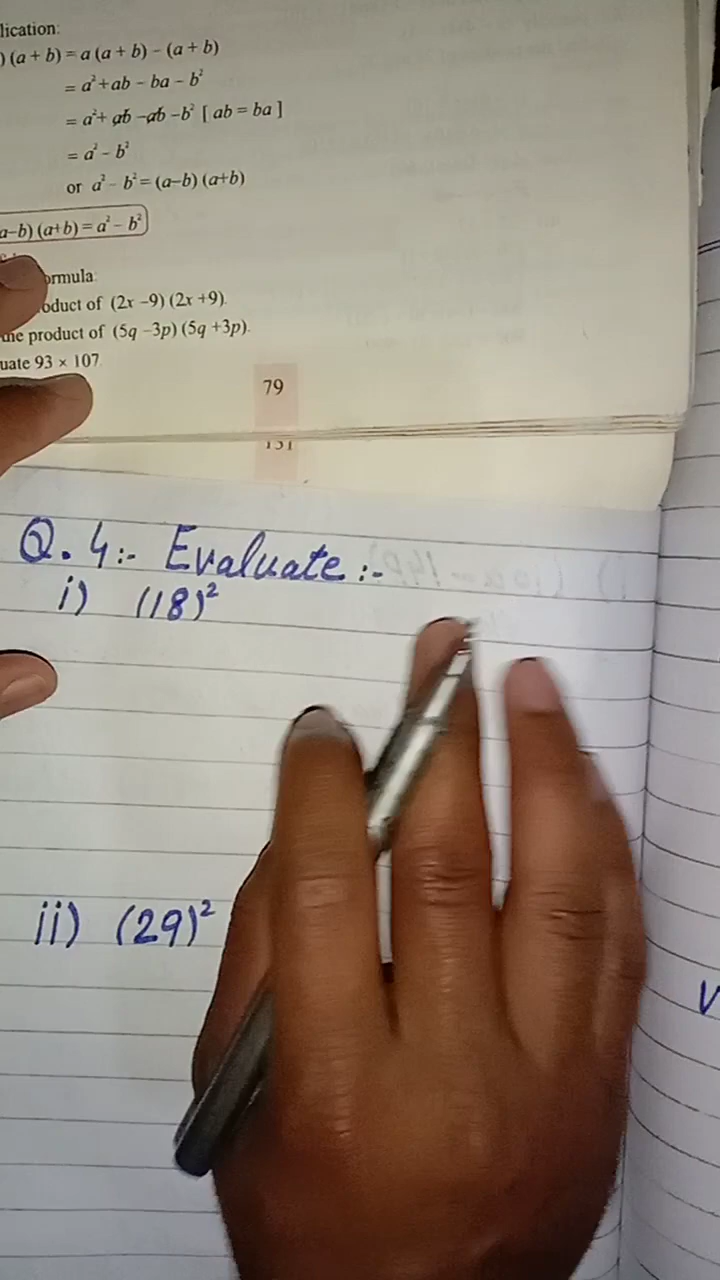 lication:
) (a + b) = a (a + b) − (a + b)
= a² + ab − ba − b²
= a² + ab − ab − b² [ ab = ba ]
= a² − b²
or a² − b² = (a–b) (a+b)
a–b) (a+b) = a² − b²
ormula
oduct of (2x −9) (2x +9).
the product of (5q −3p) (5q +3p).
uate 93 × 107
79
151
Q. 4:- Evaluate :-
i) (18)²
ii) (29)²